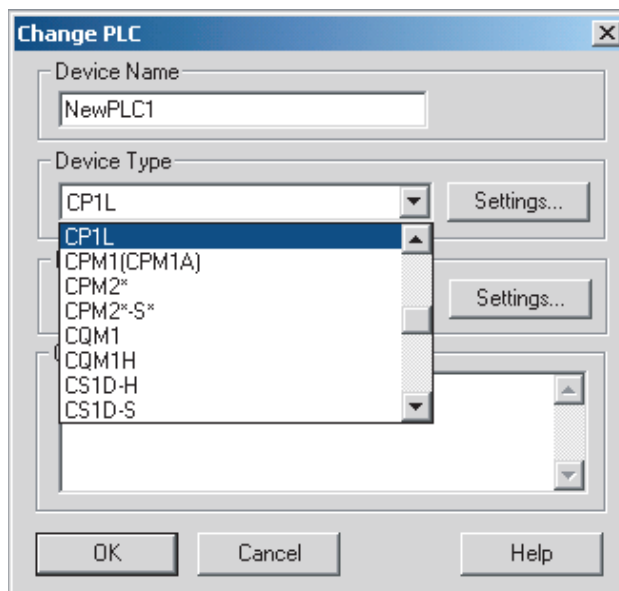 Change PLC
Device Name
NewPLC1
Device Type
CP1L
Settings...
CP1L
CPM1(CPM1A)
CPM2*
CPM2*-S*
Settings...
CQM1
CQM1H
CS1D-H
CS1D-S
OK
Cancel
Help